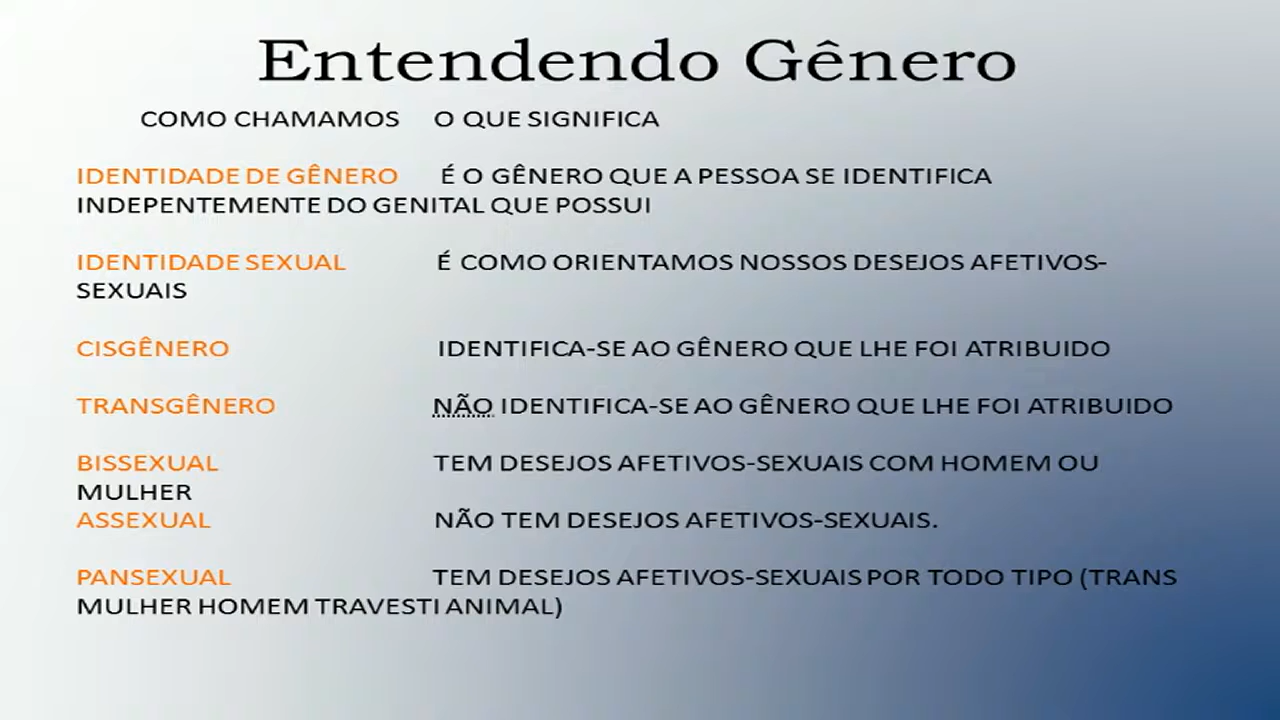 Entendendo Gênero
COMO CHAMAMOS O QUE SIGNIFICA
IDENTIDADE DE GÊNERO É O GÊNERO QUE A PESSOA SE IDENTIFICA
INDEPENTEMENTE DO GENITAL QUE POSSUI
IDENTIDADE SEXUAL É COMO ORIENTAMOS NOSSOS DESEJOS AFETIVOS-
SEXUAIS
CISGÊNERO IDENTIFICA-SE AO GÊNERO QUE LHE FOI ATRIBUIDO
TRANSGÊNERO NÃO IDENTIFICA-SE AO GÊNERO QUE LHE FOI ATRIBUIDO
BISSEXUAL TEM DESEJOS AFETIVOS-SEXUAIS COM HOMEM OU
MULHER
ASSEXUAL NÃO TEM DESEJOS AFETIVOS-SEXUAIS.
PANSEXUAL TEM DESEJOS AFETIVOS-SEXUAIS POR TODO TIPO (TRANS
MULHER HOMEM TRAVESTI ANIMAL)